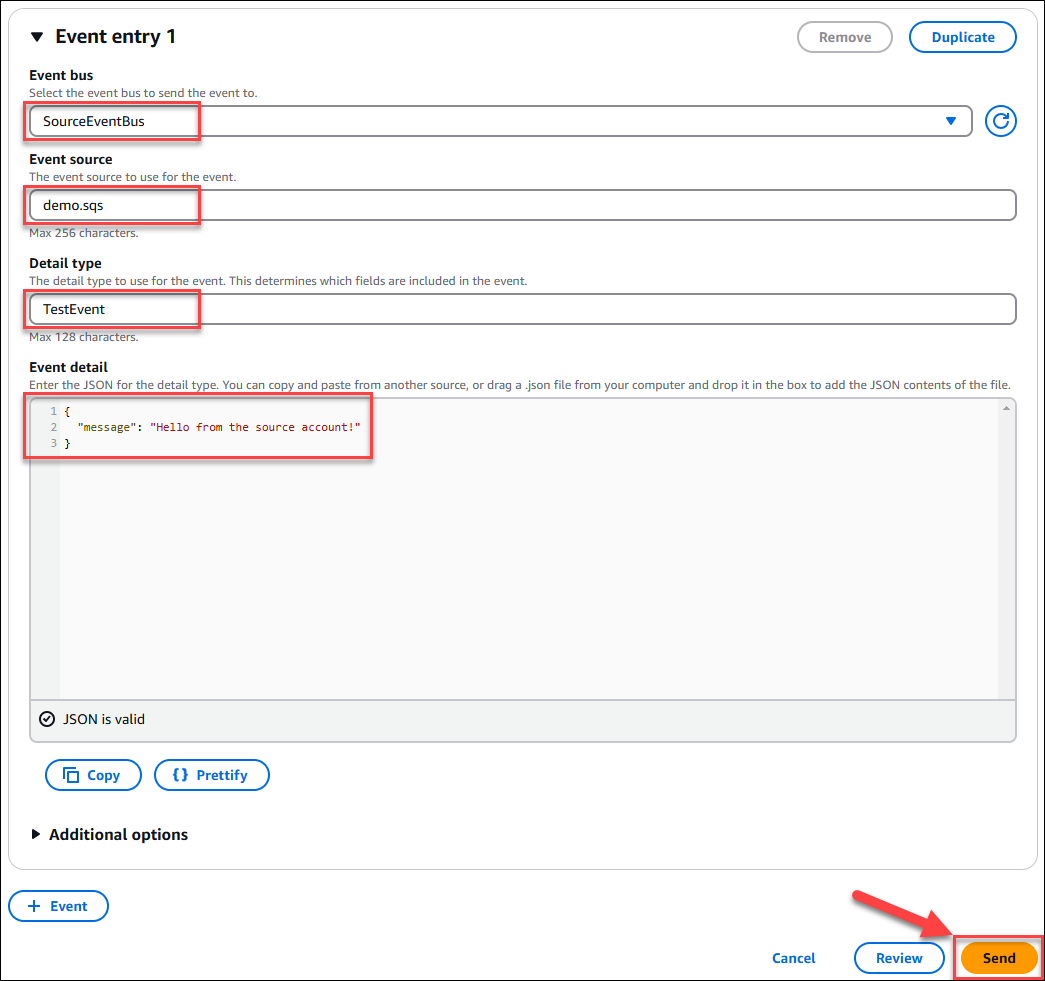 Event entry 1
Remove
Duplicate
Event bus
Select the event bus to send the event to.
SourceEventBus
Event source
The event source to use for the event.
demo.sqs
Max 256 characters.
Detail type
The detail type to use for the event. This determines which fields are included in the event.
TestEvent
Max 128 characters.
Event detail
Enter the JSON for the detail type. You can copy and paste from another source, or drag a .json file from your computer and drop it in the box to add the JSON contents of the file.
1 {
2 "message": "Hello from the source account!"
3 }
JSON is valid
Copy
{} Prettify
Additional options
+ Event
Cancel
Review
Send